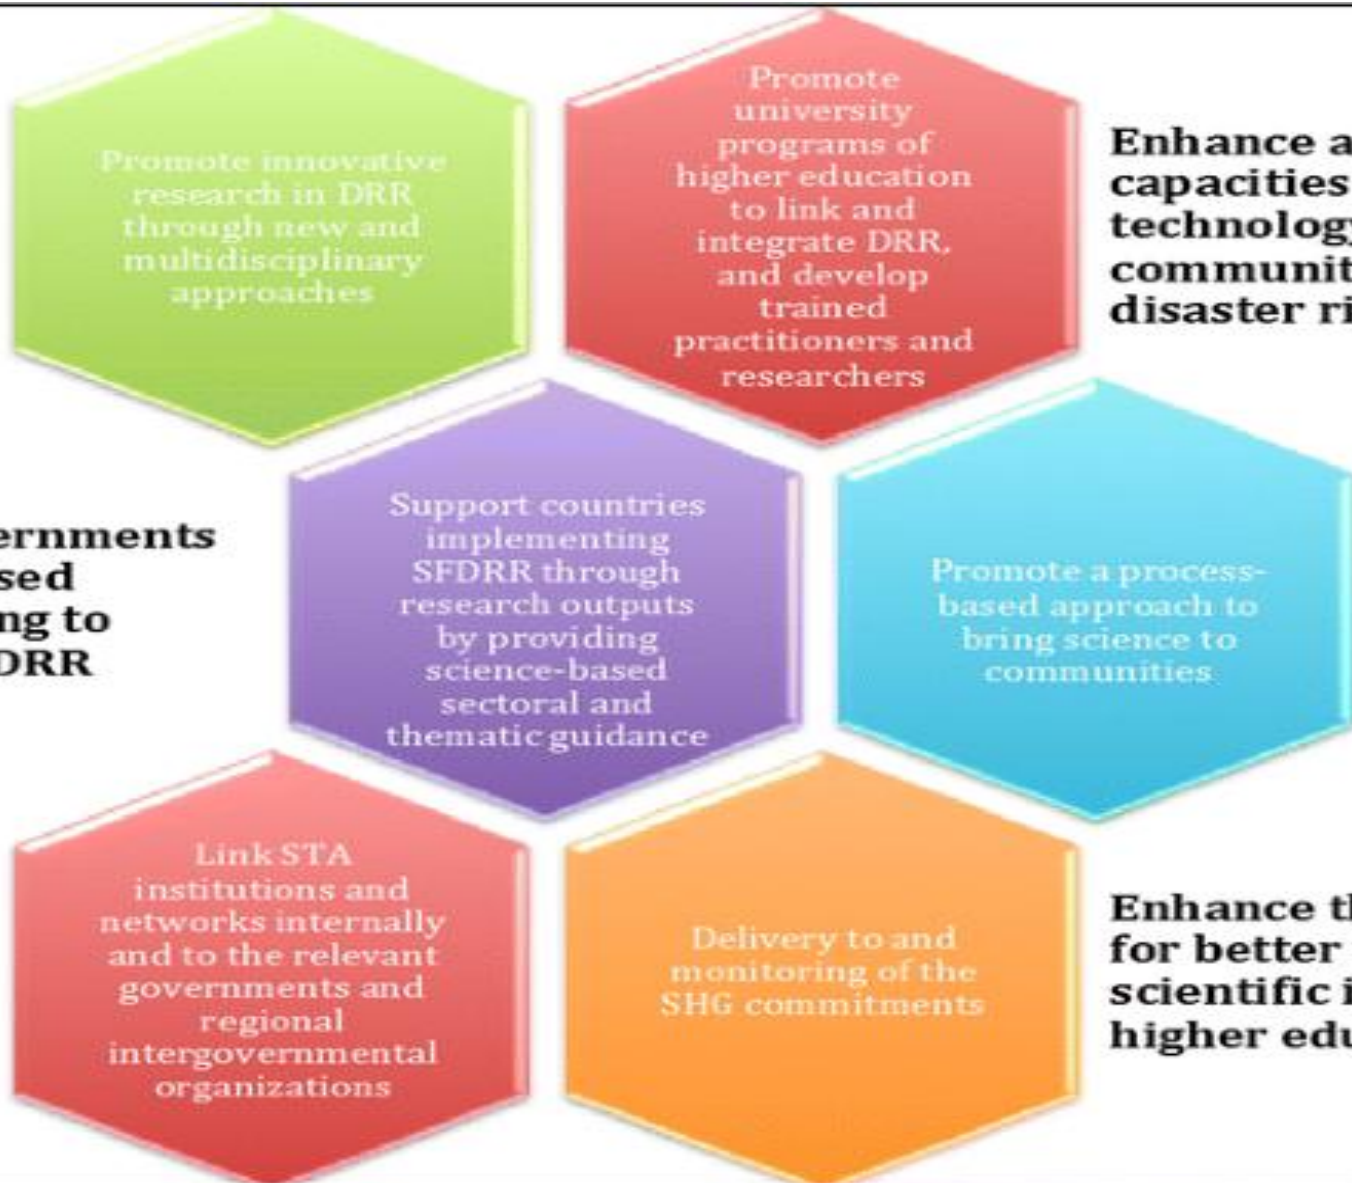 Promote innovative
research in DRR
through new and
multidisciplinary
approaches
Promote
university
programs of
higher education
to link and
integrate DRR,
and develop
trained
practitioners and
researchers
Enhance a
capacities
technology
communit
disaster ri
ernments
sed
ng to
DRR
Support countries
implementing
SFDRR through
research outputs
by providing
science-based
sectoral and
thematic guidance
Promote a process-
based approach to
bring science to
communities
Link STA
institutions and
networks internally
and to the relevant
governments and
regional
intergovernmental
organizations
Delivery to and
monitoring of the
SHG commitments
Enhance th
for better
scientific i
higher edu